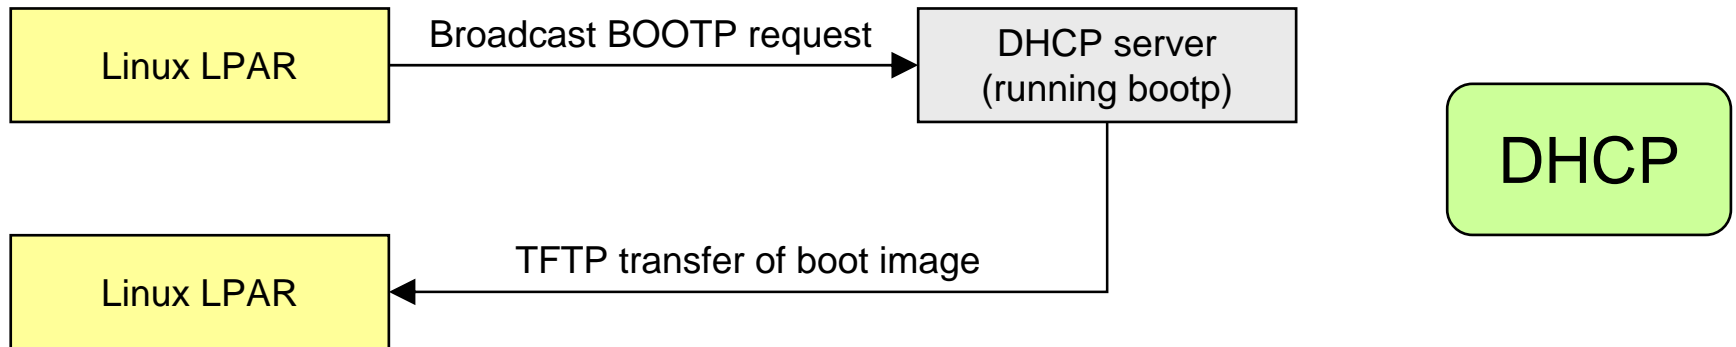 Linux LPAR
Broadcast BOOTP request
DHCP server
(running bootp)
DHCP
TFTP transfer of boot image
Linux LPAR